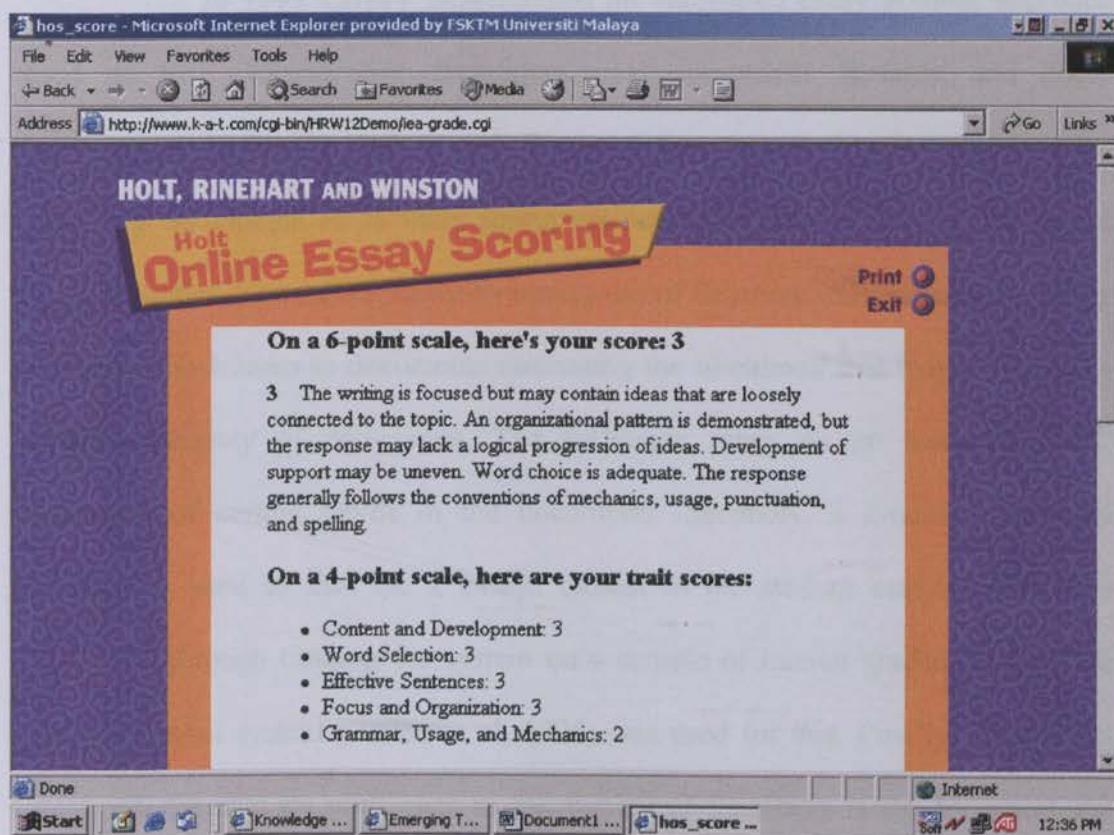 hos_score - Microsoft Internet Explorer provided by FSKTM Universiti Malaya
File Edit View Favorites Tools Help
Back Search Favorites Media
Address http://www.k-a-t.com/cgi-bin/HRW12Demo/iea-grade.cgi Go Links »
HOLT, RINEHART AND WINSTON
Holt
Online Essay Scoring
Print
Exit
On a 6-point scale, here's your score: 3
3 The writing is focused but may contain ideas that are loosely
connected to the topic. An organizational pattern is demonstrated, but
the response may lack a logical progression of ideas. Development of
support may be uneven. Word choice is adequate. The response
generally follows the conventions of mechanics, usage, punctuation,
and spelling.
On a 4-point scale, here are your trait scores:
• Content and Development: 3
• Word Selection: 3
• Effective Sentences: 3
• Focus and Organization: 3
• Grammar, Usage, and Mechanics: 2
Done Internet
Start Knowledge ... Emerging T... Document1 ... hos_score ... 12:36 PM